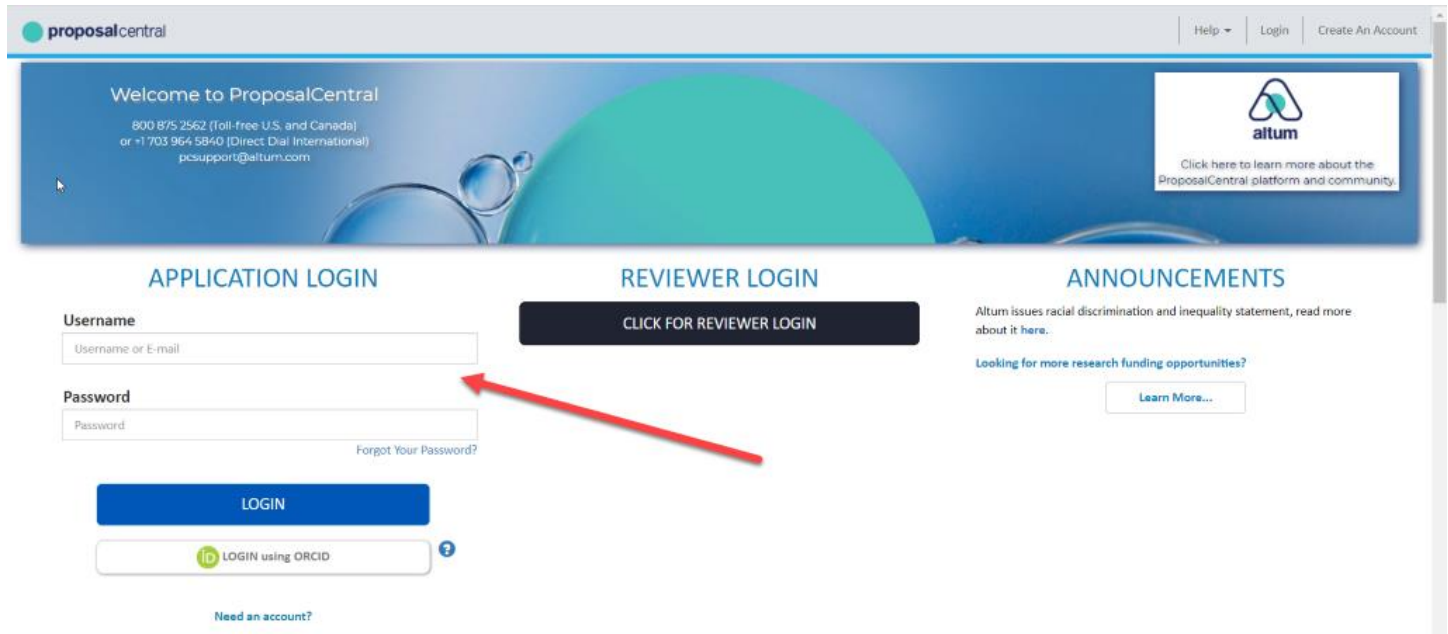 proposalcentral
Help
Login
Create An Account
Welcome to ProposalCentral
800 875 2562 (Toll-free U.S. and Canada)
or +1 703 964 5840 (Direct Dial International)
pcsupport@altum.com
altum
Click here to learn more about the
ProposalCentral platform and community.
APPLICATION LOGIN
Username
Username or E-mail
Password
Password
Forgot Your Password?
LOGIN
iD LOGIN using ORCID
?
Need an account?
REVIEWER LOGIN
CLICK FOR REVIEWER LOGIN
ANNOUNCEMENTS
Altum issues racial discrimination and inequality statement, read more
about it here.
Looking for more research funding opportunities?
Learn More...